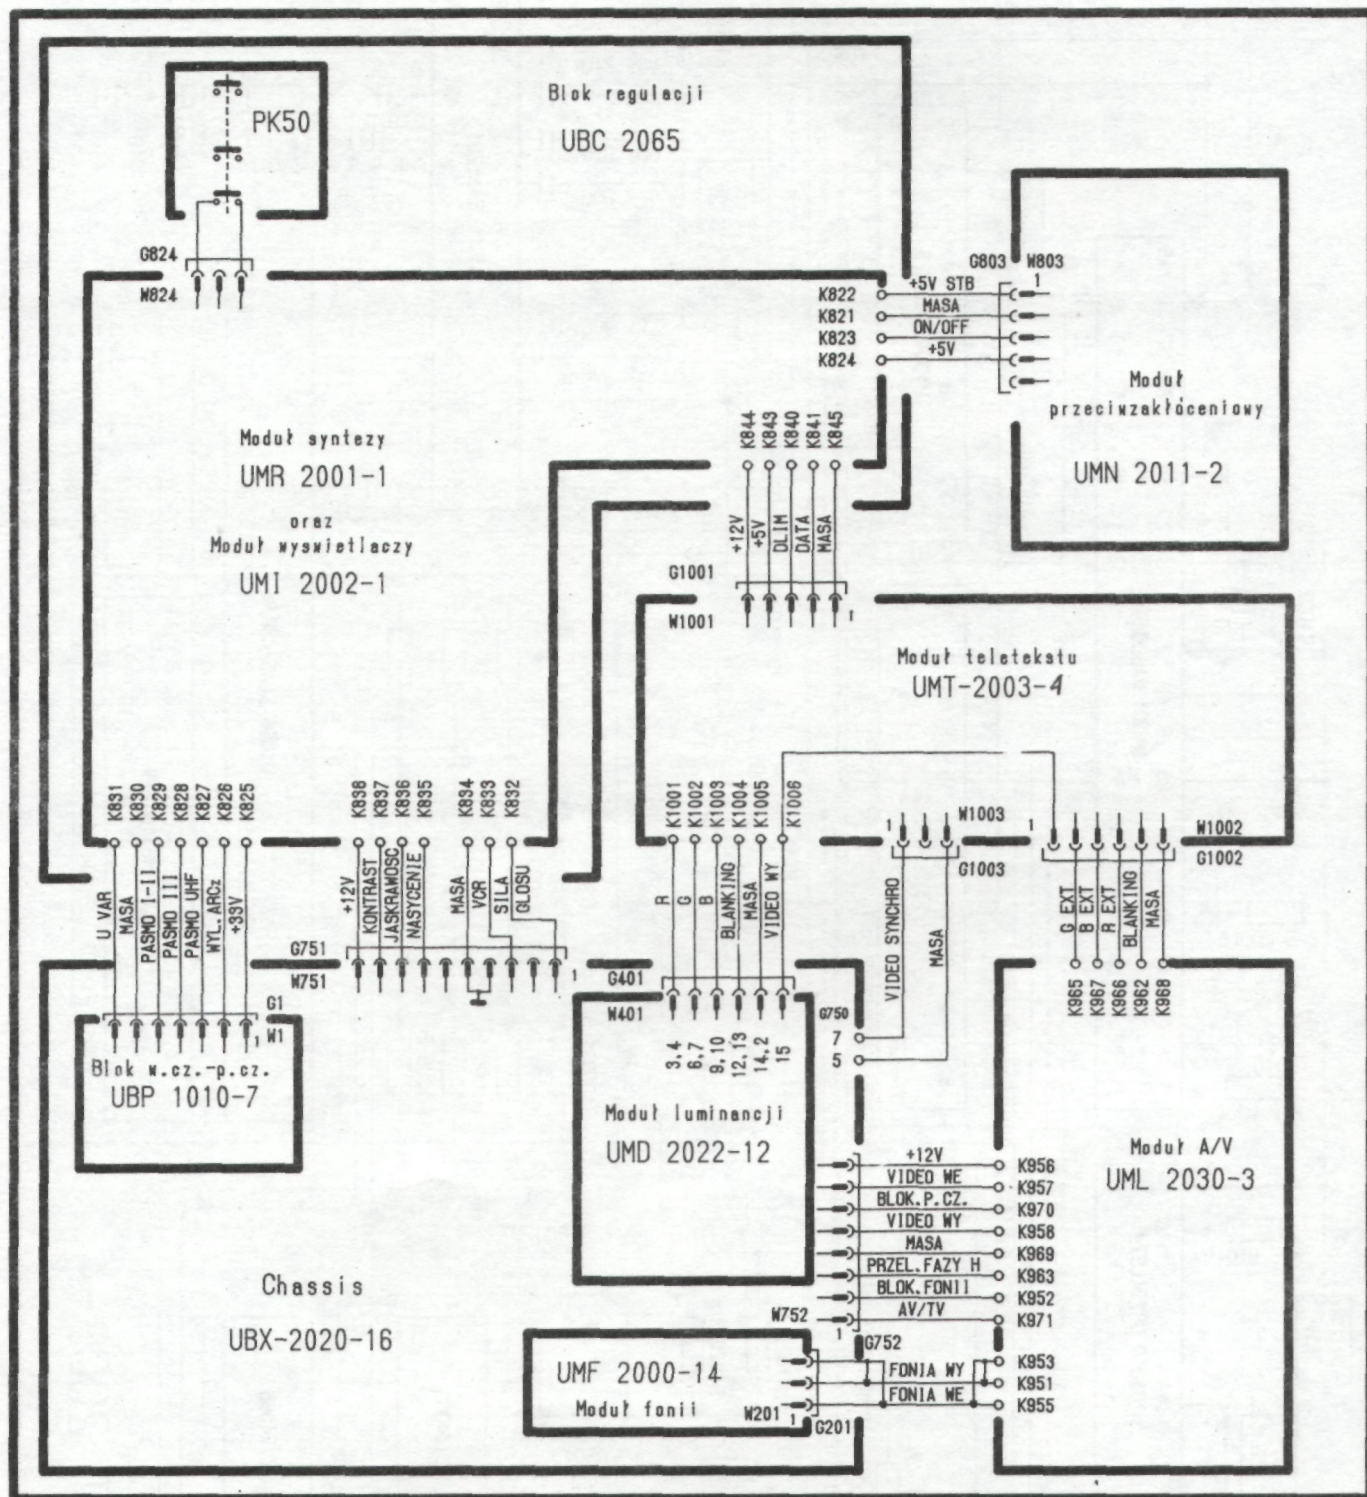 Blok regulacji
UBC 2065
PK50
G824
W824
G803
W803
1
K822
+5V STB
K821
MASA
K823
ON/OFF
K824
+5V
Moduł
przeciwzakłóceniowy
UMN 2011-2
Moduł syntezy
UMR 2001-1
oraz
Moduł wyswietlaczy
UMI 2002-1
K844
K843
K840
K841
K845
+12V
+5V
DLIM
DATA
MASA
G1001
W1001
1
Moduł teletekstu
UMT-2003-4
K831
K830
K829
K828
K827
K826
K825
U VAR
MASA
PASMO I-II
PASMO III
PASMO UHF
WYL.ARCz
+33V
K838
K837
K836
K835
K834
K833
K832
+12V
KONTRAST
JASKRAWOSC
NASYCENIE
MASA
VCR
SILA
GLOSU
G751
W751
1
K1001
K1002
K1003
K1004
K1005
K1006
R
G
B
BLANKING
MASA
VIDEO WY
1
W1003
G1003
VIDEO SYNCHRO
MASA
1
W1002
G1002
G EXT
B EXT
R EXT
BLANKING
MASA
K965
K967
K966
K962
K968
G401
W401
3.4
6.7
9.10
12.13
14.2
15
G750
7
5
G1
W1
1
Blok w.cz.-p.cz.
UBP 1010-7
Moduł luminancji
UMD 2022-12
Moduł A/V
UML 2030-3
+12V
K956
VIDEO WE
K957
BLOK.P.CZ.
K970
VIDEO WY
K958
MASA
K969
PRZEL.FAZY H
K963
BLOK.FONII
K952
W752
AV/TV
K971
1
G752
Chassis
UBX-2020-16
UMF 2000-14
Moduł fonii
W201
1
G201
FONIA WY
FONIA WE
K953
K951
K955